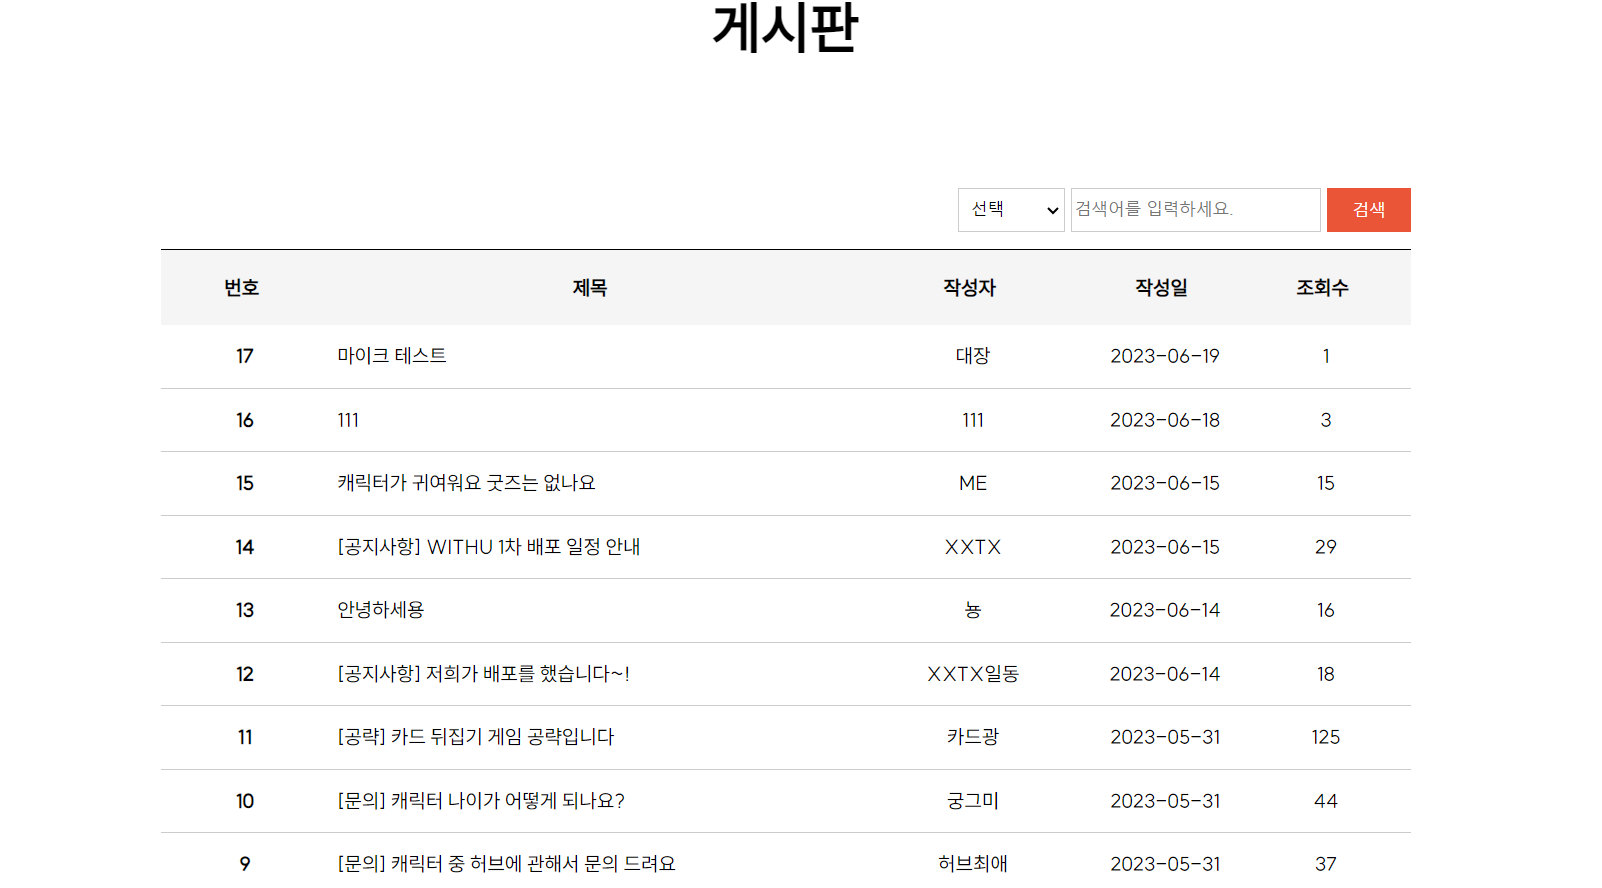 게시판
선택 검색어를 입력하세요. 검색
번호 제목 작성자 작성일 조회수
17 마이크 테스트 대장 2023-06-19 1
16 111 111 2023-06-18 3
15 캐릭터가 귀여워요 굿즈는 없나요 ME 2023-06-15 15
14 [공지사항] WITHU 1차 배포 일정 안내 XXTX 2023-06-15 29
13 안녕하세용 뇽 2023-06-14 16
12 [공지사항] 저희가 배포를 했습니다~! XXTX일동 2023-06-14 18
11 [공략] 카드 뒤집기 게임 공략입니다 카드광 2023-05-31 125
10 [문의] 캐릭터 나이가 어떻게 되나요? 궁그미 2023-05-31 44
9 [문의] 캐릭터 중 허브에 관해서 문의 드려요 허브최애 2023-05-31 37